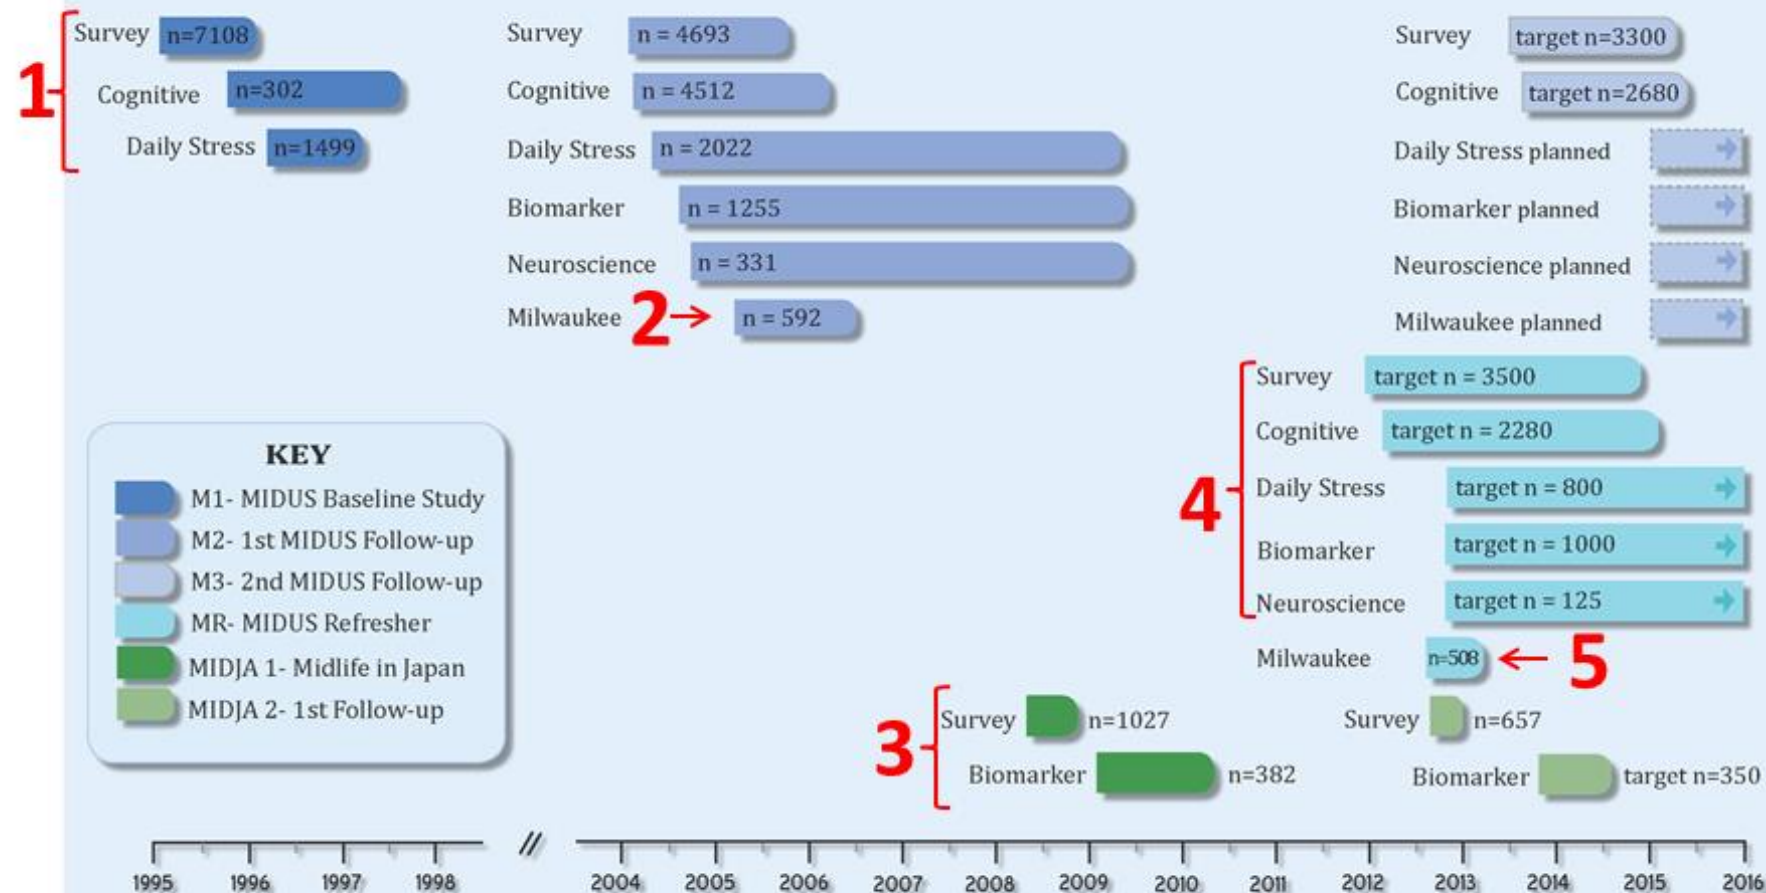 1
Survey n=7108
Cognitive n=302
Daily Stress n=1499
Survey n = 4693
Cognitive n = 4512
Daily Stress n = 2022
Biomarker n = 1255
Neuroscience n = 331
Milwaukee 2 n = 592
Survey target n=3300
Cognitive target n=2680
Daily Stress planned
Biomarker planned
Neuroscience planned
Milwaukee planned
4
Survey target n = 3500
Cognitive target n = 2280
Daily Stress target n = 800
Biomarker target n = 1000
Neuroscience target n = 125
Milwaukee n=508 5
3
Survey n=1027
Biomarker n=382
Survey n=657
Biomarker target n=350
KEY
M1- MIDUS Baseline Study
M2- 1st MIDUS Follow-up
M3- 2nd MIDUS Follow-up
MR- MIDUS Refresher
MIDJA 1- Midlife in Japan
MIDJA 2- 1st Follow-up
1995 1996 1997 1998 // 2004 2005 2006 2007 2008 2009 2010 2011 2012 2013 2014 2015 2016